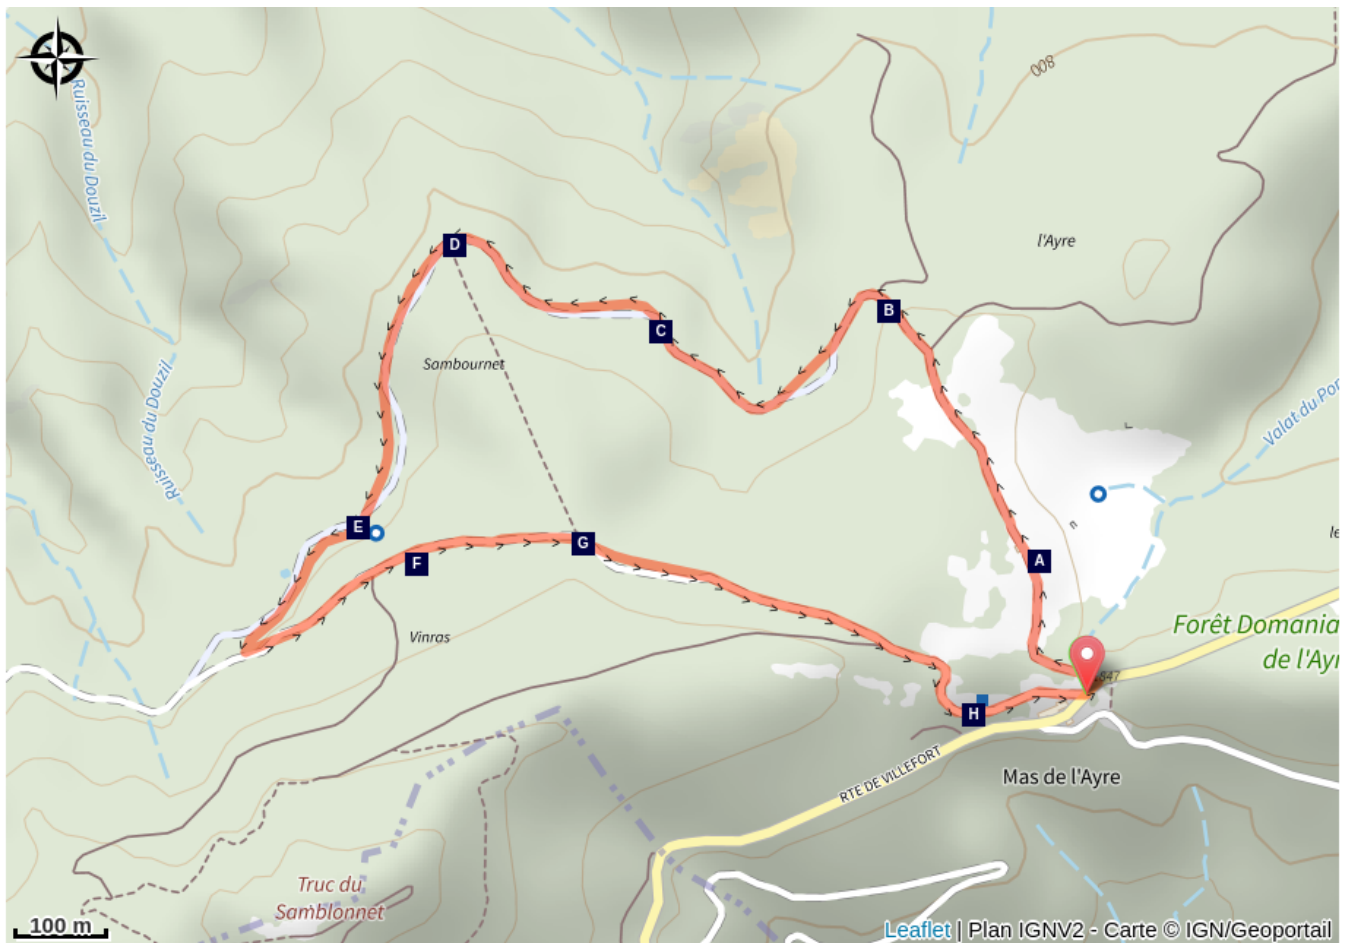 008
Ruisseau du Douzil
l'Ayre
D
B
C
Sambournet
Ruisseau du Douzil
Valat du Por
E
G
F
A
le
Vinras
Forêt Domania
de l'Ayr
847
H
RTE DE VILLEFORT
Mas de l'Ayre
Truc du
Samblonnet
100 m
Leaflet | Plan IGNV2 - Carte © IGN/Geoportail